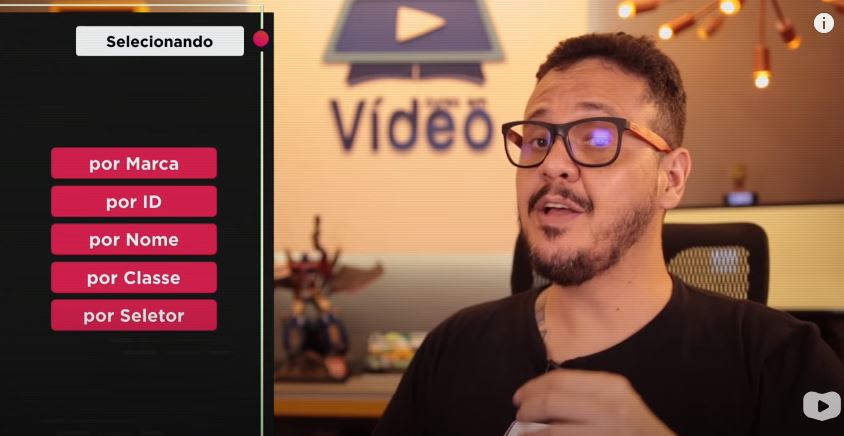 Selecionando
por Marca
por ID
por Nome
por Classe
por Seletor
Vídeo